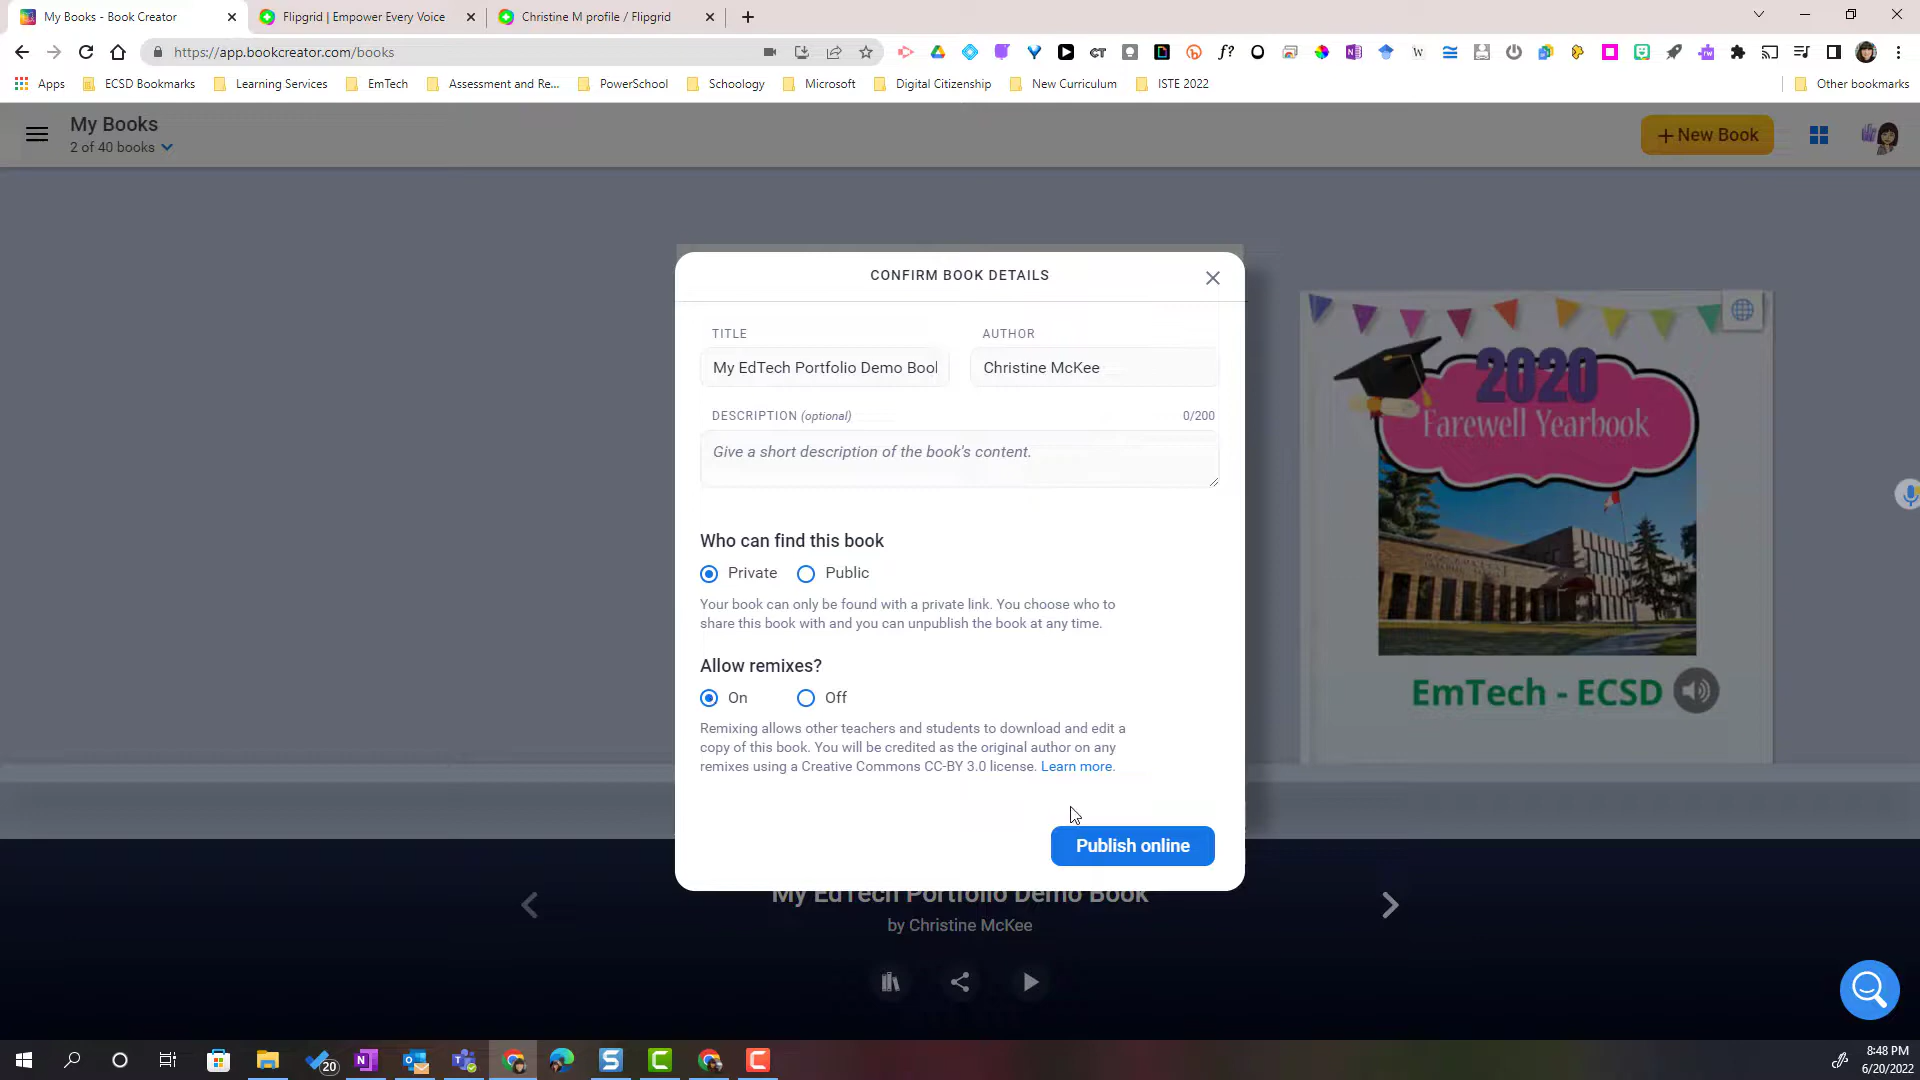 My Books - Book Creator
Flipgrid | Empower Every Voice
Christine M profile / Flipgrid
https://app.bookcreator.com/books
Apps
ECSD Bookmarks
Learning Services
EmTech
Assessment and Re...
PowerSchool
Schoology
Microsoft
Digital Citizenship
New Curriculum
ISTE 2022
Other bookmarks
My Books
2 of 40 books
+ New Book
CONFIRM BOOK DETAILS
TITLE
AUTHOR
My EdTech Portfolio Demo Book
Christine McKee
DESCRIPTION (optional)
0/200
Give a short description of the book's content.
Who can find this book
Private
Public
Your book can only be found with a private link. You choose who to
share this book with and you can unpublish the book at any time.
Allow remixes?
On
Off
Remixing allows other teachers and students to download and edit a
copy of this book. You will be credited as the original author on any
remixes using a Creative Commons CC-BY 3.0 license. Learn more.
Publish online
2020
Farewell Yearbook
EmTech - ECSD
My EdTech Portfolio Demo Book
by Christine McKee
20
8:48 PM
6/20/2022